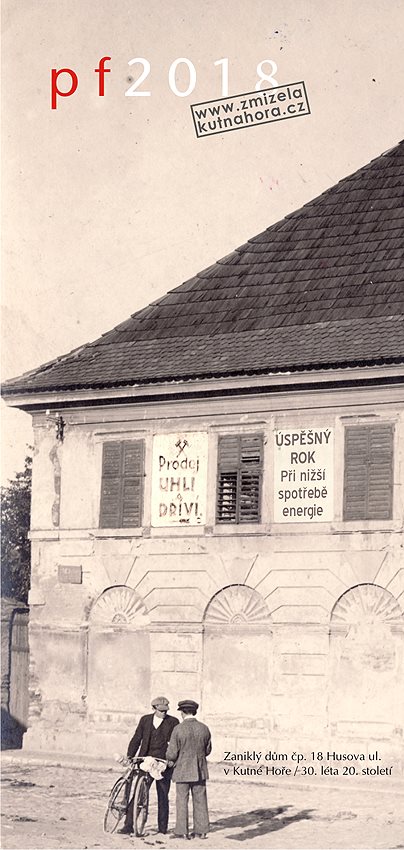 pf2018
www.zmizela
kutnahora.cz
Prodej
UHLÍ
a
DŘÍVÍ.
ÚSPĚŠNÝ
ROK
Při nižší
spotřebě
energie
Zaniklý dům čp. 18 Husova ul.
v Kutné Hoře / 30. léta 20. století